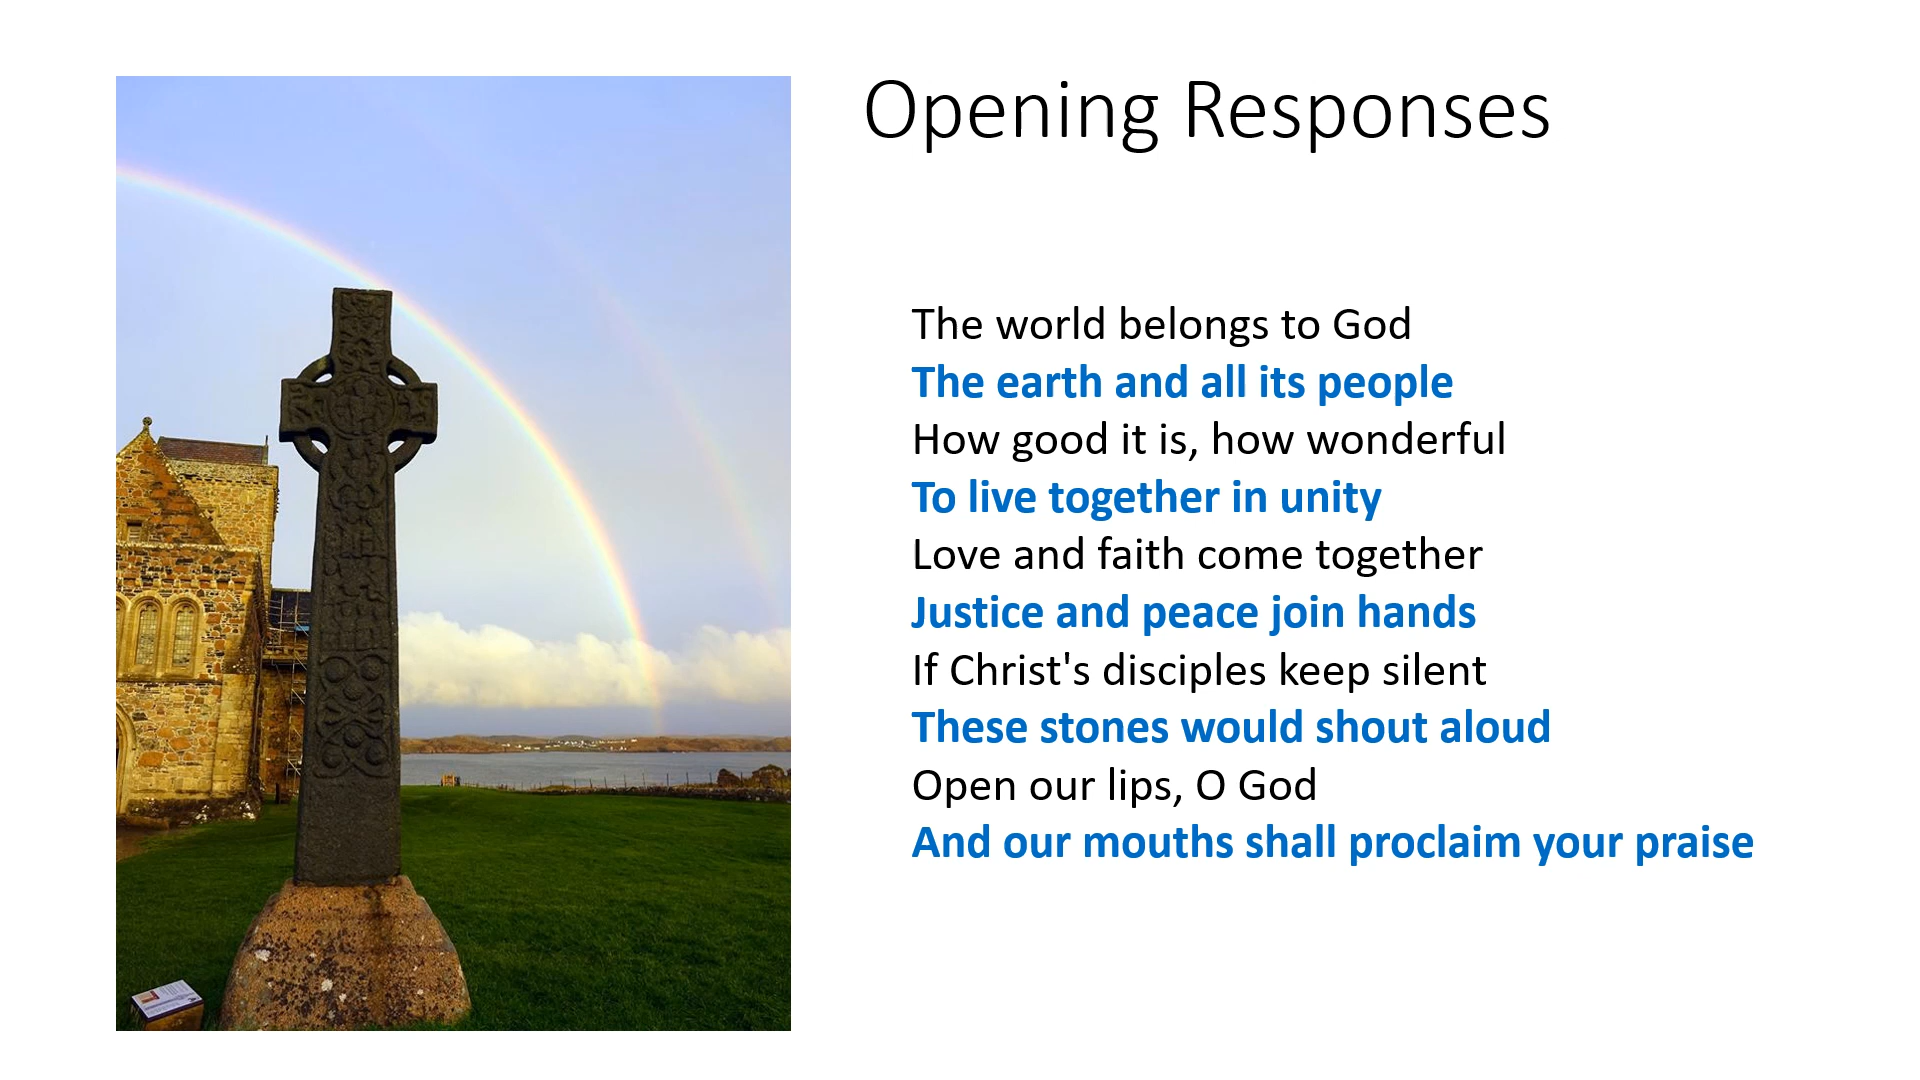 Opening Responses
The world belongs to God
The earth and all its people
How good it is, how wonderful
To live together in unity
Love and faith come together
Justice and peace join hands
If Christ's disciples keep silent
These stones would shout aloud
Open our lips, O God
And our mouths shall proclaim your praise